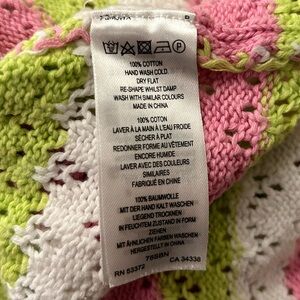 100% COTTON
HAND WASH COLD
DRY FLAT
RE-SHAPE WHILST DAMP
WASH WITH SIMILAR COLOURS
MADE IN CHINA
100% COTON
LAVER À LA MAIN À L'EAU FROIDE
SÉCHER À PLAT
REDONNER FORME AU VÊTEMENT
ENCORE HUMIDE
LAVER AVEC DES COULEURS
SIMILAIRES
FABRIQUÉ EN CHINE
100% BAUMWOLLE
MIT DER HAND KALT WASCHEN
LIEGEND TROCKNEN
IN FEUCHTEM ZUSTAND IN FORM
ZIEHEN
MIT ÄHNLICHEN FARBEN WASCHEN
HERGESTELLT IN CHINA
76BBN
RN 63372 CA 34338